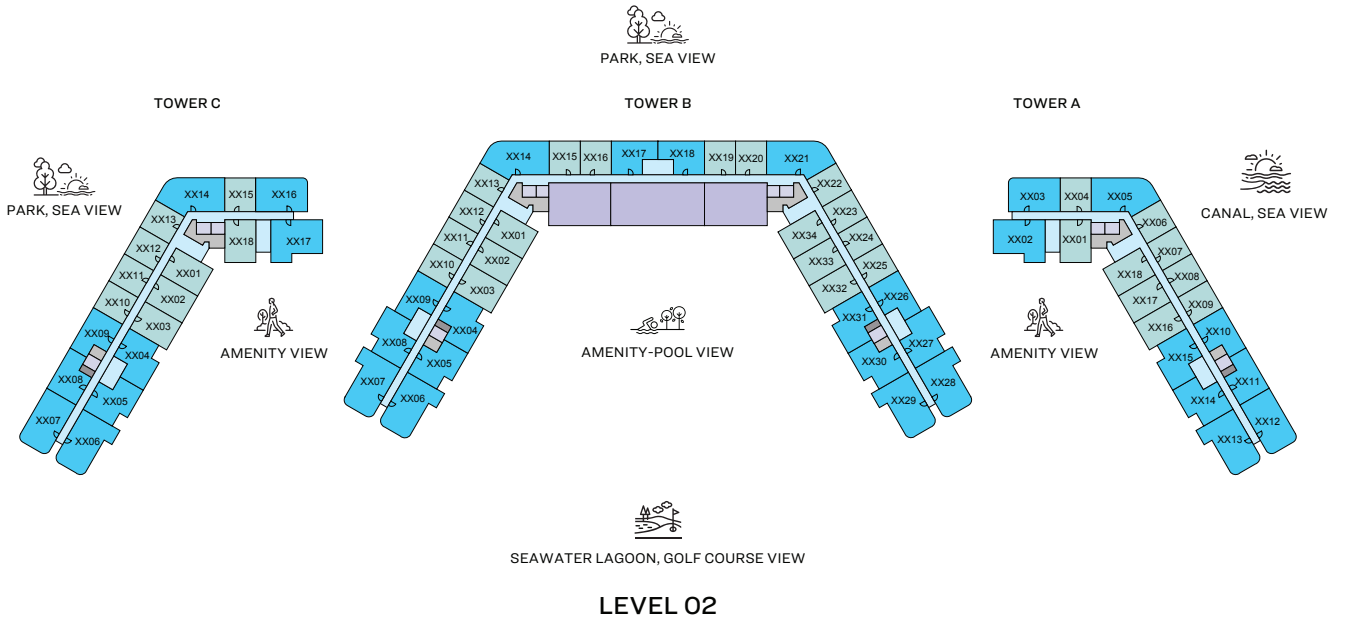 PARK, SEA VIEW
TOWER C
TOWER B
TOWER A
PARK, SEA VIEW
CANAL, SEA VIEW
XX14
XX15
XX16
XX13
XX12
XX11
XX10
XX09
XX08
XX07
XX18
XX17
XX01
XX02
XX03
XX04
XX05
XX06
XX14
XX15
XX16
XX17
XX18
XX19
XX20
XX21
XX13
XX12
XX11
XX10
XX09
XX08
XX07
XX01
XX02
XX03
XX04
XX05
XX06
XX22
XX23
XX24
XX25
XX26
XX27
XX28
XX34
XX33
XX32
XX31
XX30
XX29
XX03
XX04
XX05
XX02
XX01
XX06
XX07
XX08
XX09
XX10
XX11
XX12
XX18
XX17
XX16
XX15
XX14
XX13
AMENITY VIEW
AMENITY-POOL VIEW
AMENITY VIEW
SEAWATER LAGOON, GOLF COURSE VIEW
LEVEL 02